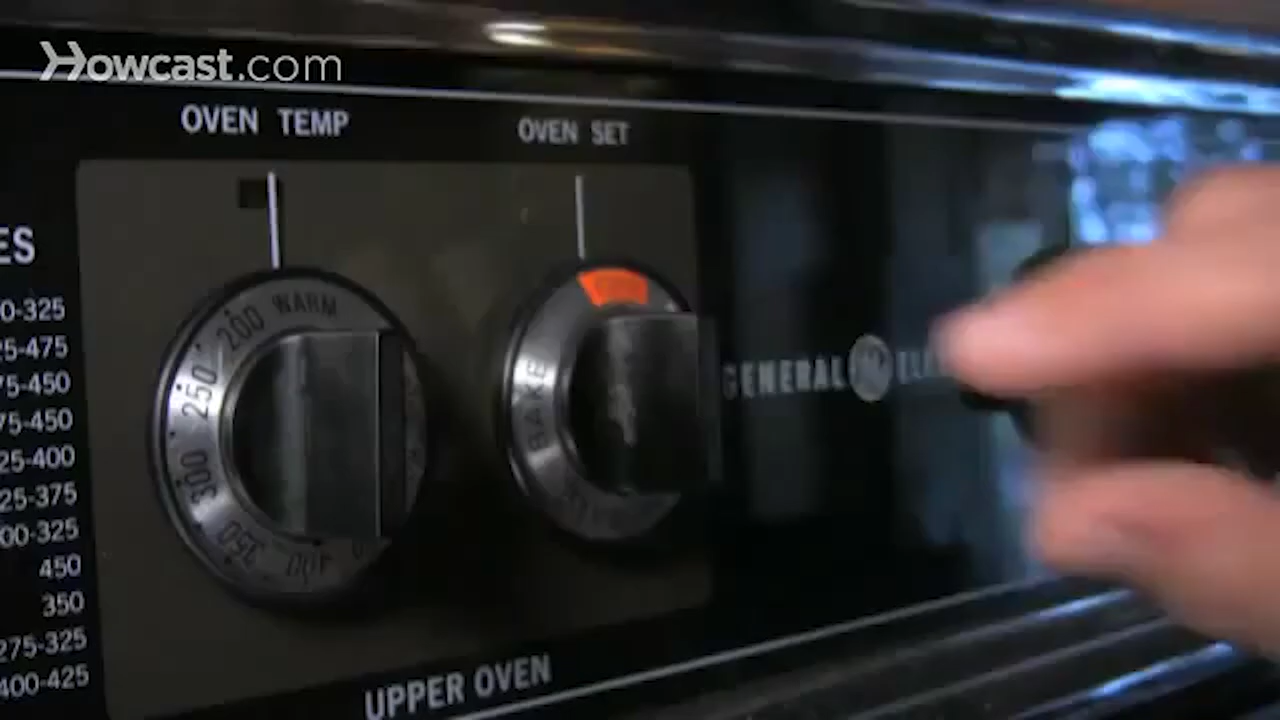 Howcast.com
OVEN TEMP
OVEN SET
ES
0-325
25-475
75-450
75-450
25-400
25-375
00-325
450
350
275-325
400-425
WARM
200
250
300
350
400
BAKE
GENERAL
UPPER OVEN